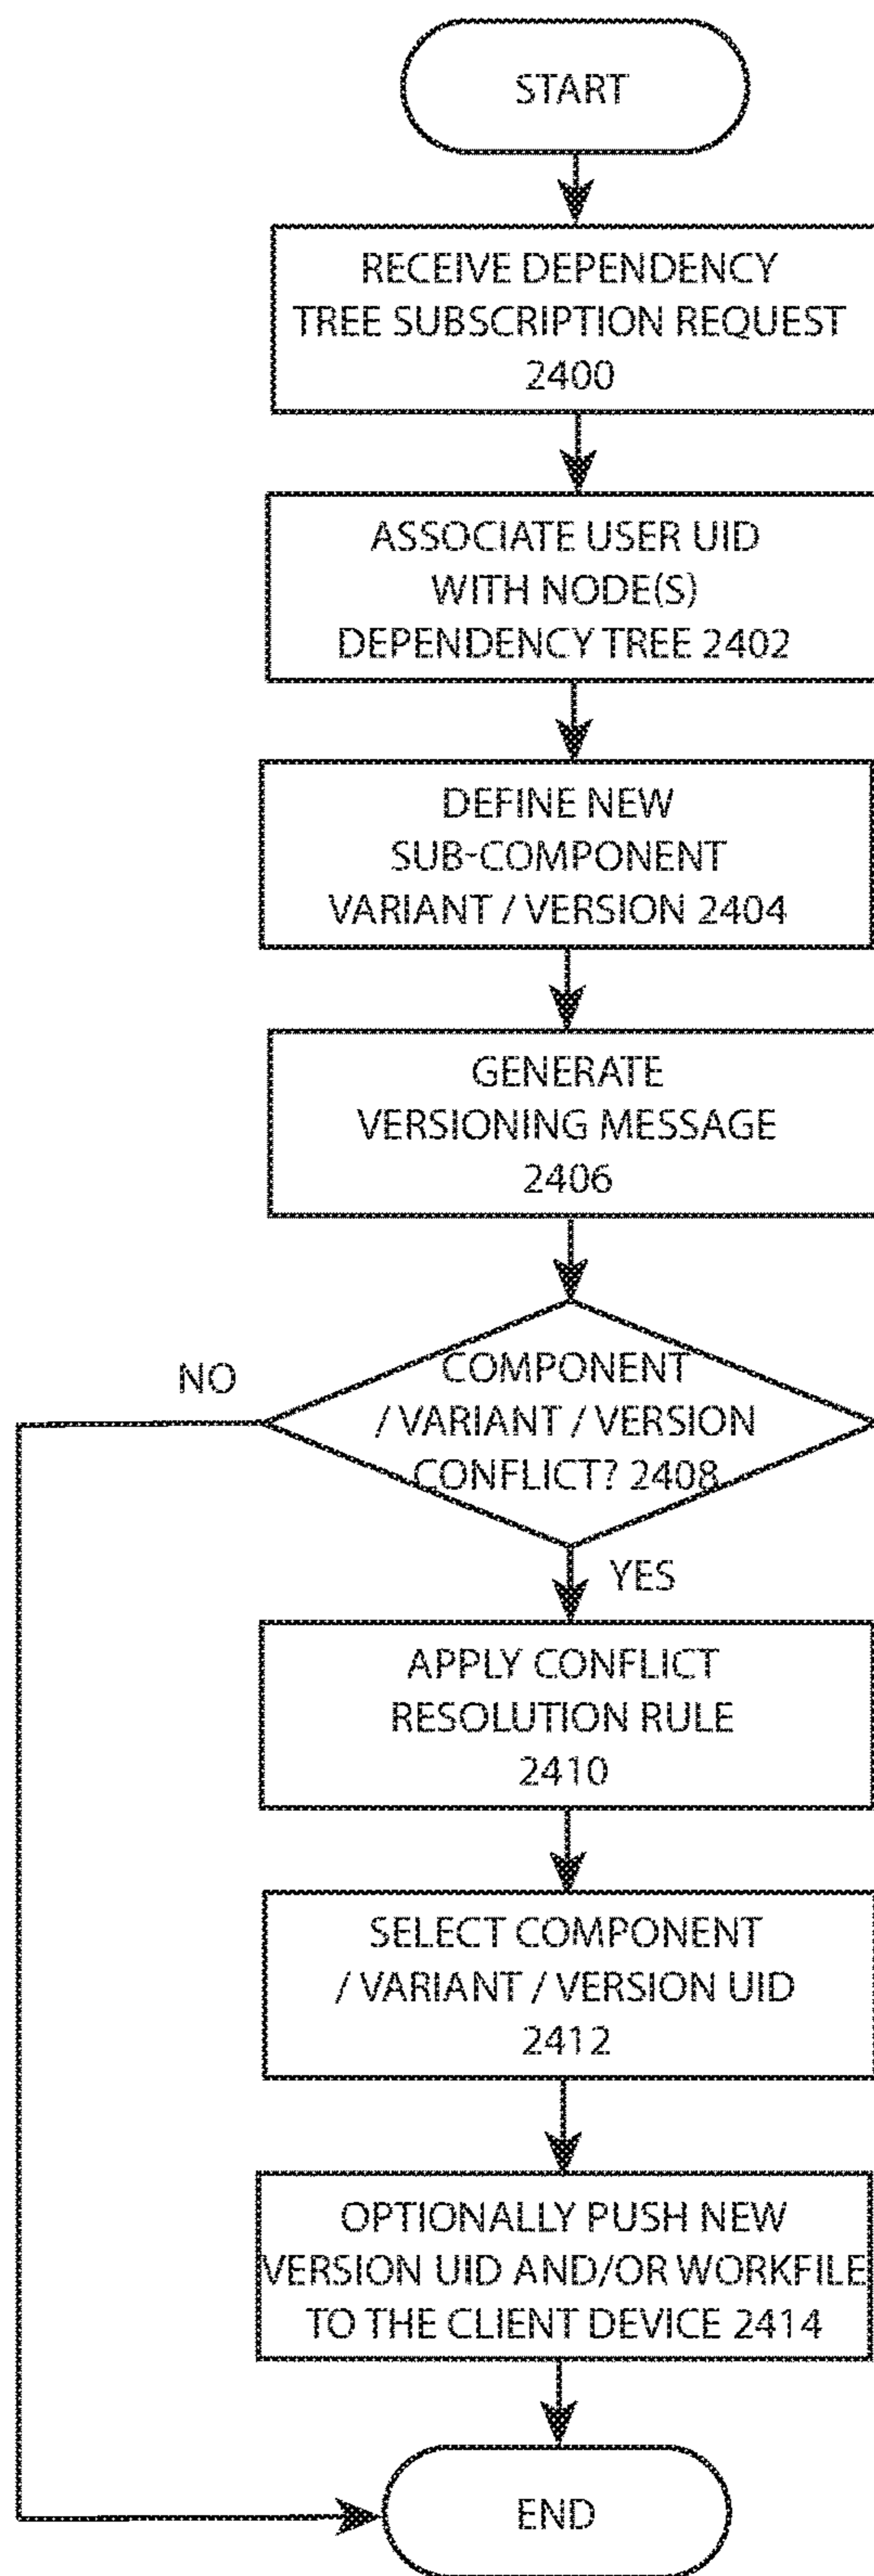 START
RECEIVE DEPENDENCY
TREE SUBSCRIPTION REQUEST
2400
ASSOCIATE USER UID
WITH NODE(S)
DEPENDENCY TREE 2402
DEFINE NEW
SUB-COMPONENT
VARIANT / VERSION 2404
GENERATE
VERSIONING MESSAGE
2406
NO
COMPONENT
/ VARIANT / VERSION
CONFLICT? 2408
YES
APPLY CONFLICT
RESOLUTION RULE
2410
SELECT COMPONENT
/ VARIANT / VERSION UID
2412
OPTIONALLY PUSH NEW
VERSION UID AND/OR WORKFILE
TO THE CLIENT DEVICE 2414
END